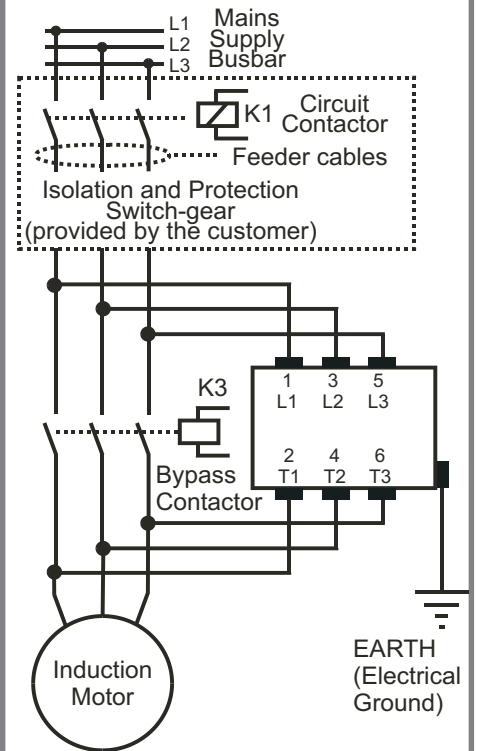 L1
L2
L3
Mains
Supply
Busbar
K1
Circuit
Contactor
Feeder cables
Isolation and Protection
Switch-gear
(provided by the customer)
1 3 5
L1 L2 L3
K3
2 4 6
T1 T2 T3
Bypass
Contactor
Induction
Motor
EARTH
(Electrical
Ground)